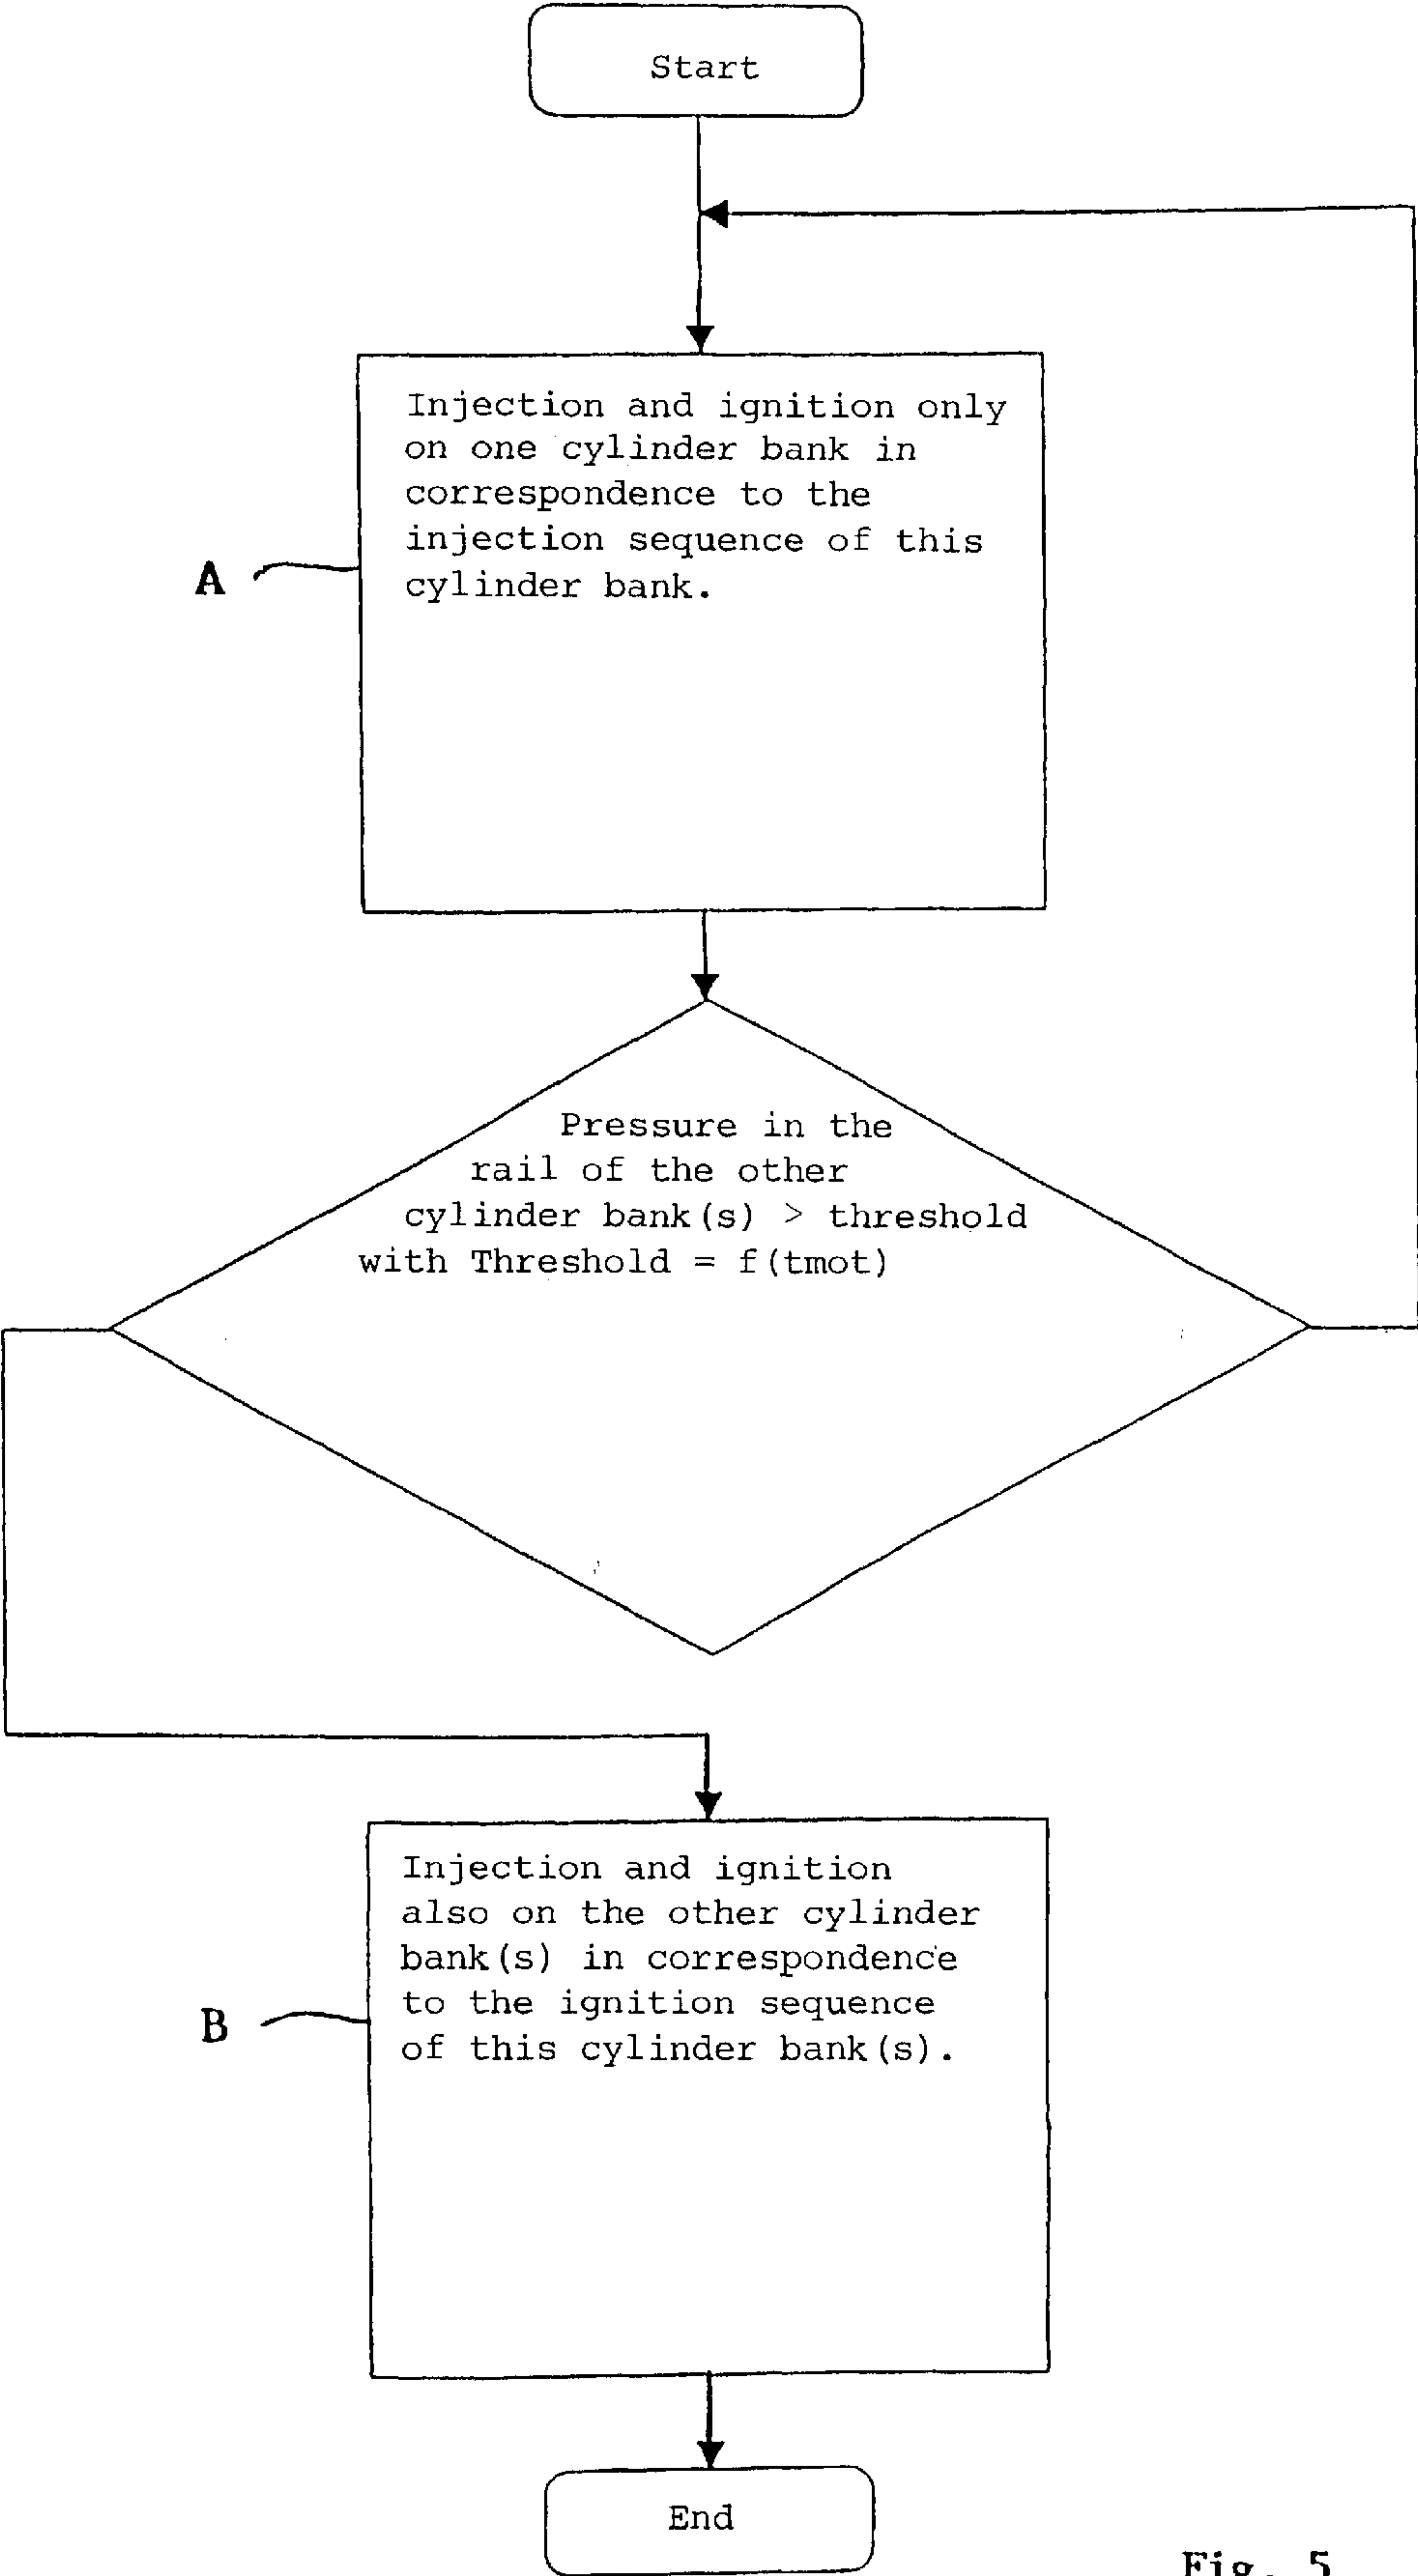 Start
Injection and ignition only
on one cylinder bank in
correspondence to the
injection sequence of this
cylinder bank.
A
Pressure in the
rail of the other
cylinder bank(s) > threshold
with Threshold = f(tmot)
Injection and ignition
also on the other cylinder
bank(s) in correspondence
to the ignition sequence
of this cylinder bank(s).
B
End
Fig. 5